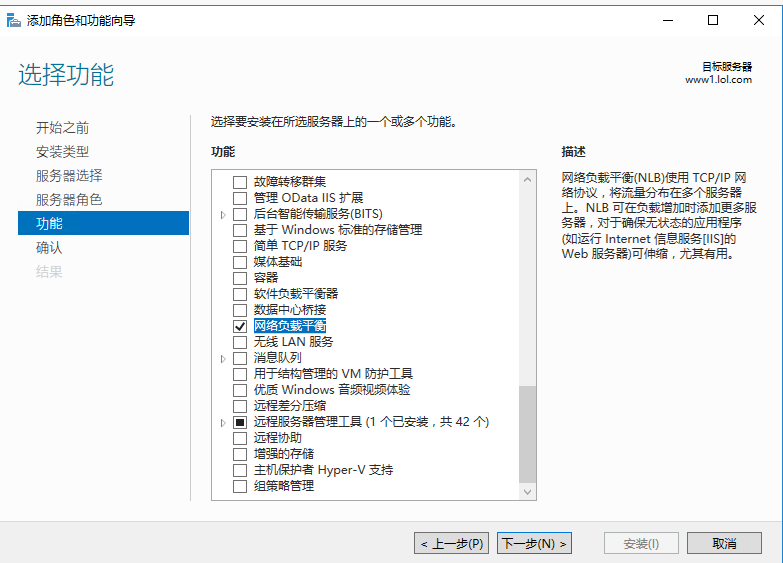 添加角色和功能向导
选择功能
目标服务器
www1.lol.com
开始之前
安装类型
服务器选择
服务器角色
功能
确认
结果
选择要安装在所选服务器上的一个或多个功能。
功能
故障转移群集
管理 OData IIS 扩展
后台智能传输服务(BITS)
基于 Windows 标准的存储管理
简单 TCP/IP 服务
媒体基础
容器
软件负载平衡器
数据中心桥接
网络负载平衡
无线 LAN 服务
消息队列
用于结构管理的 VM 防护工具
优质 Windows 音频视频体验
远程差分压缩
远程服务器管理工具 (1 个已安装，共 42 个)
远程协助
增强的存储
主机保护者 Hyper-V 支持
组策略管理
描述
网络负载平衡(NLB)使用 TCP/IP 网
络协议，将流量分布在多个服务器
上。NLB 可在负载增加时添加更多服
务器，对于确保无状态的应用程序
(如运行 Internet 信息服务[IIS]的
Web 服务器)可伸缩，尤其有用。
< 上一步(P)
下一步(N) >
安装(I)
取消